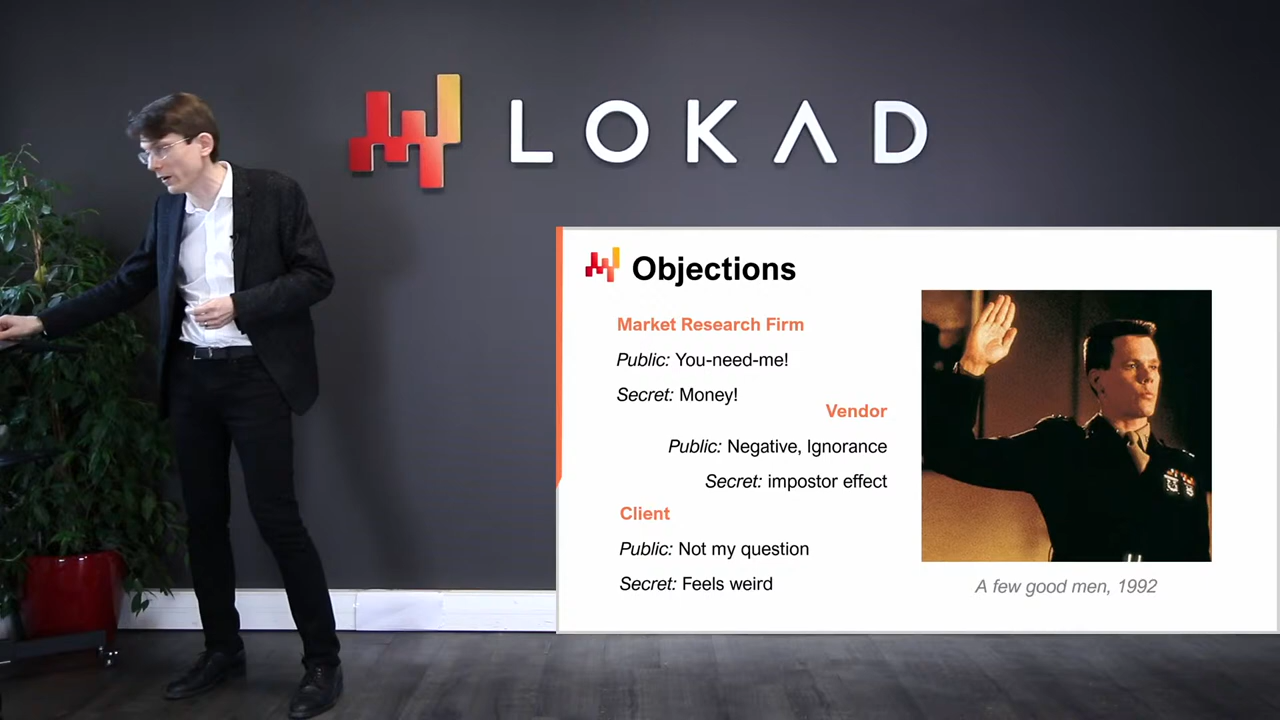 LOKAD
Objections
Market Research Firm
Public: You-need-me!
Secret: Money!
Vendor
Public: Negative, Ignorance
Secret: impostor effect
Client
Public: Not my question
Secret: Feels weird
A few good men, 1992